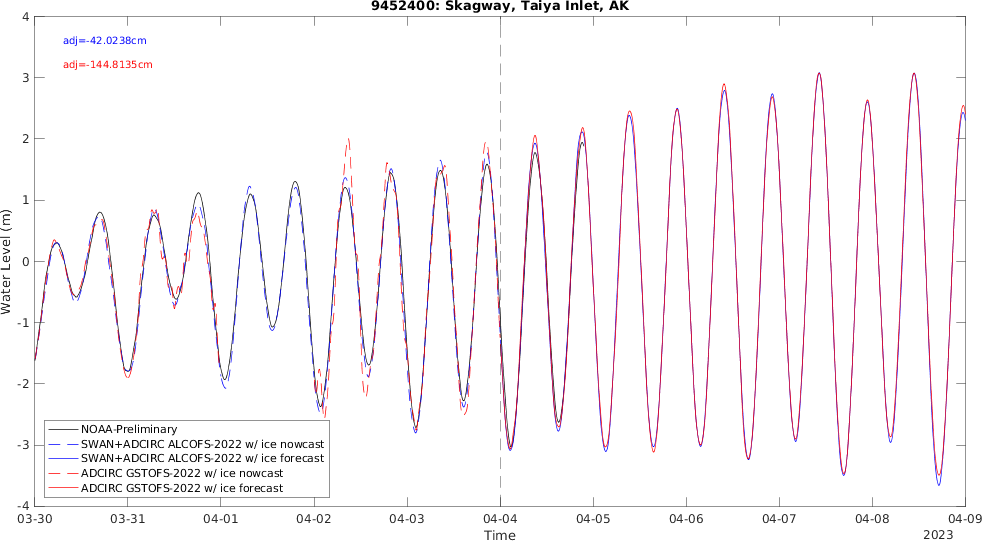 9452400: Skagway, Taiya Inlet, AK
adj=-42.0238cm
adj=-144.8135cm
Water Level (m)
4
3
2
1
0
-1
-2
-3
-4
NOAA-Preliminary
SWAN+ADCIRC ALCOFS-2022 w/ ice nowcast
SWAN+ADCIRC ALCOFS-2022 w/ ice forecast
ADCIRC GSTOFS-2022 w/ ice nowcast
ADCIRC GSTOFS-2022 w/ ice forecast
03-30 03-31 04-01 04-02 04-03 04-04 04-05 04-06 04-07 04-08 04-09
Time
2023